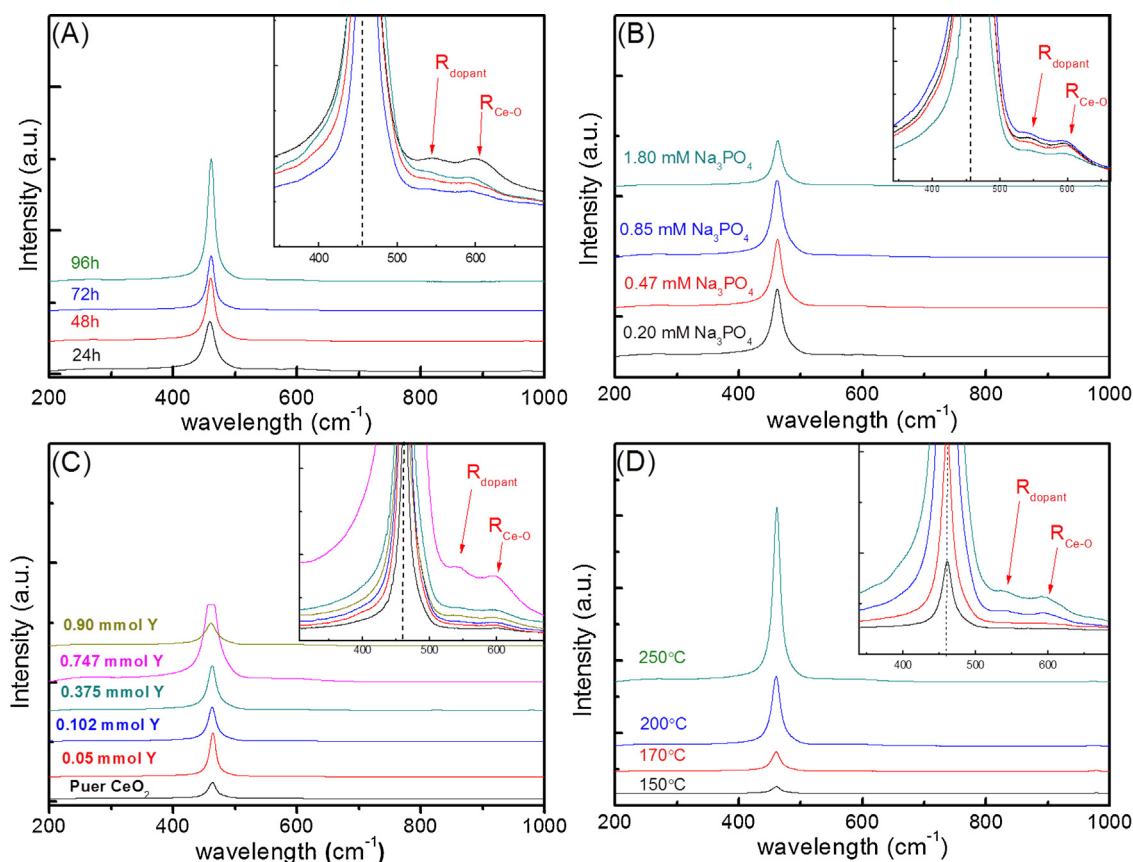 (A)
R_dopant
R_Ce-O
400 500 600
96h
72h
48h
24h
Intensity (a.u.)
200 400 600 800 1000
wavelength (cm⁻¹)
(B)
R_dopant
R_Ce-O
400 500 600
1.80 mM Na₃PO₄
0.85 mM Na₃PO₄
0.47 mM Na₃PO₄
0.20 mM Na₃PO₄
Intensity (a.u.)
200 400 600 800 1000
wavelength (cm⁻¹)
(C)
R_dopant
R_Ce-O
400 500 600
0.90 mmol Y
0.747 mmol Y
0.375 mmol Y
0.102 mmol Y
0.05 mmol Y
Puer CeO₂
Intensity (a.u.)
200 400 600 800 1000
wavelength (cm⁻¹)
(D)
R_dopant
R_Ce-O
400 500 600
250°C
200°C
170°C
150°C
Intensity (a.u.)
200 400 600 800 1000
wavelength (cm⁻¹)